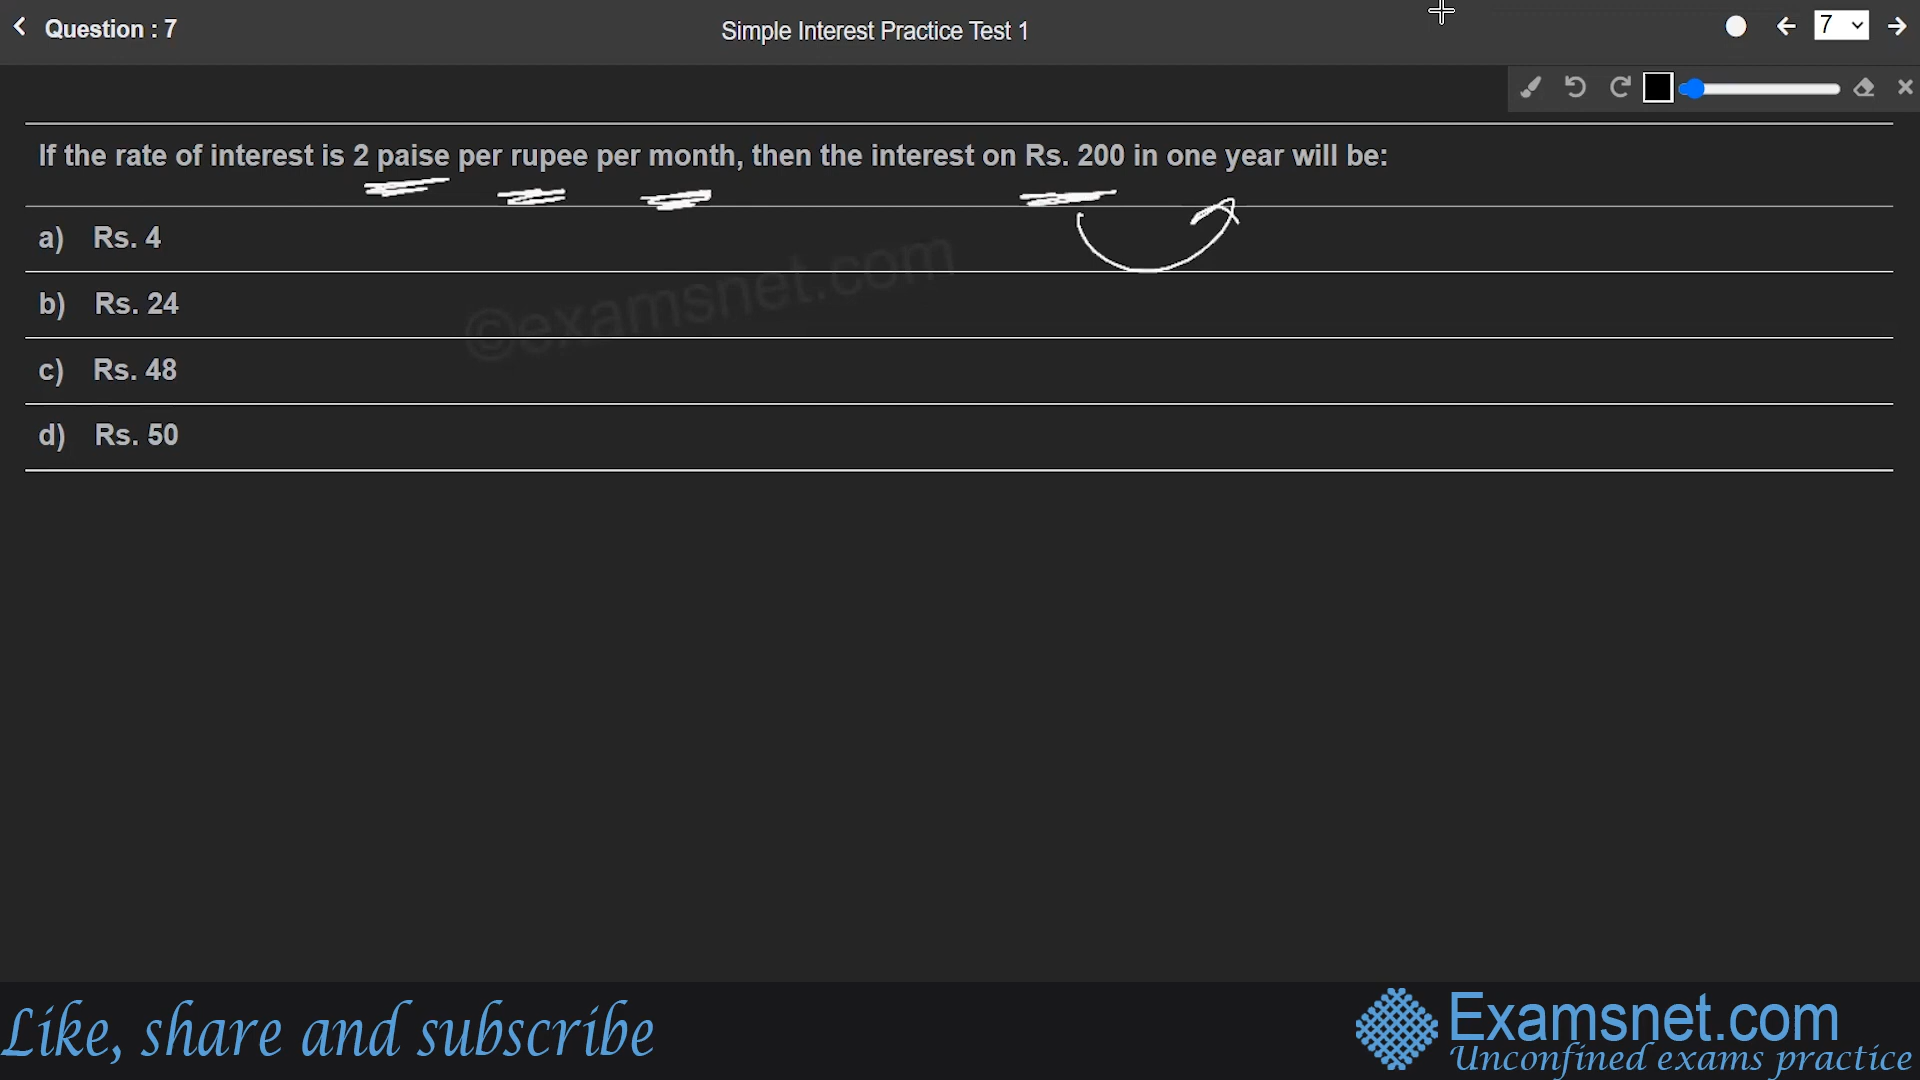 Question : 7
Simple Interest Practice Test 1
7
If the rate of interest is 2 paise per rupee per month, then the interest on Rs. 200 in one year will be:
a) Rs. 4
b) Rs. 24
c) Rs. 48
d) Rs. 50
©examsnet.com
Like, share and subscribe
Examsnet.com
Unconfined exams practice